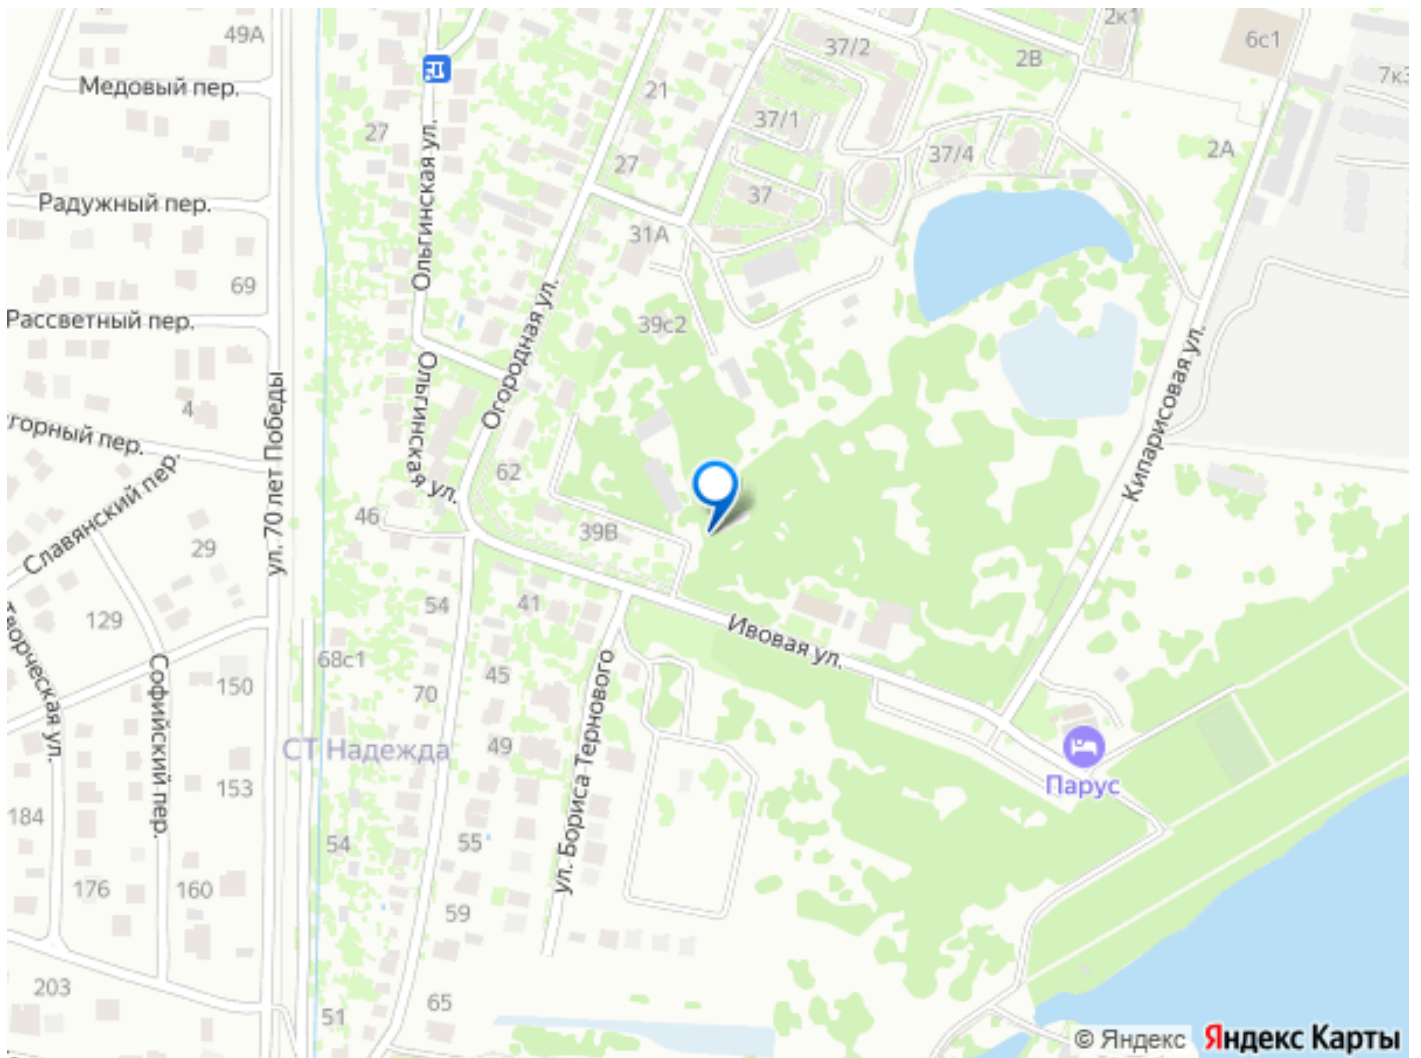 49А
37/2
2к1
2В
6с1
7к3
Медовый пер.
21
27
37/1
37/4
2А
27
Ольгинская ул.
Радужный пер.
37
31А
69
Рассветный пер.
39с2
Огородная ул.
Ольгинская ул.
Кипарисовая ул.
4
горный пер.
ул. 70 лет Победы
62
Славянский пер.
46
39В
29
54
41
129
Ивовая ул.
Творческая ул.
Софийский пер.
68с1
150
70
45
ул. Бориса Тернового
СТ Надежда
49
Парус
153
184
54
55
176
160
59
203
51
65
© Яндекс Яндекс Карты